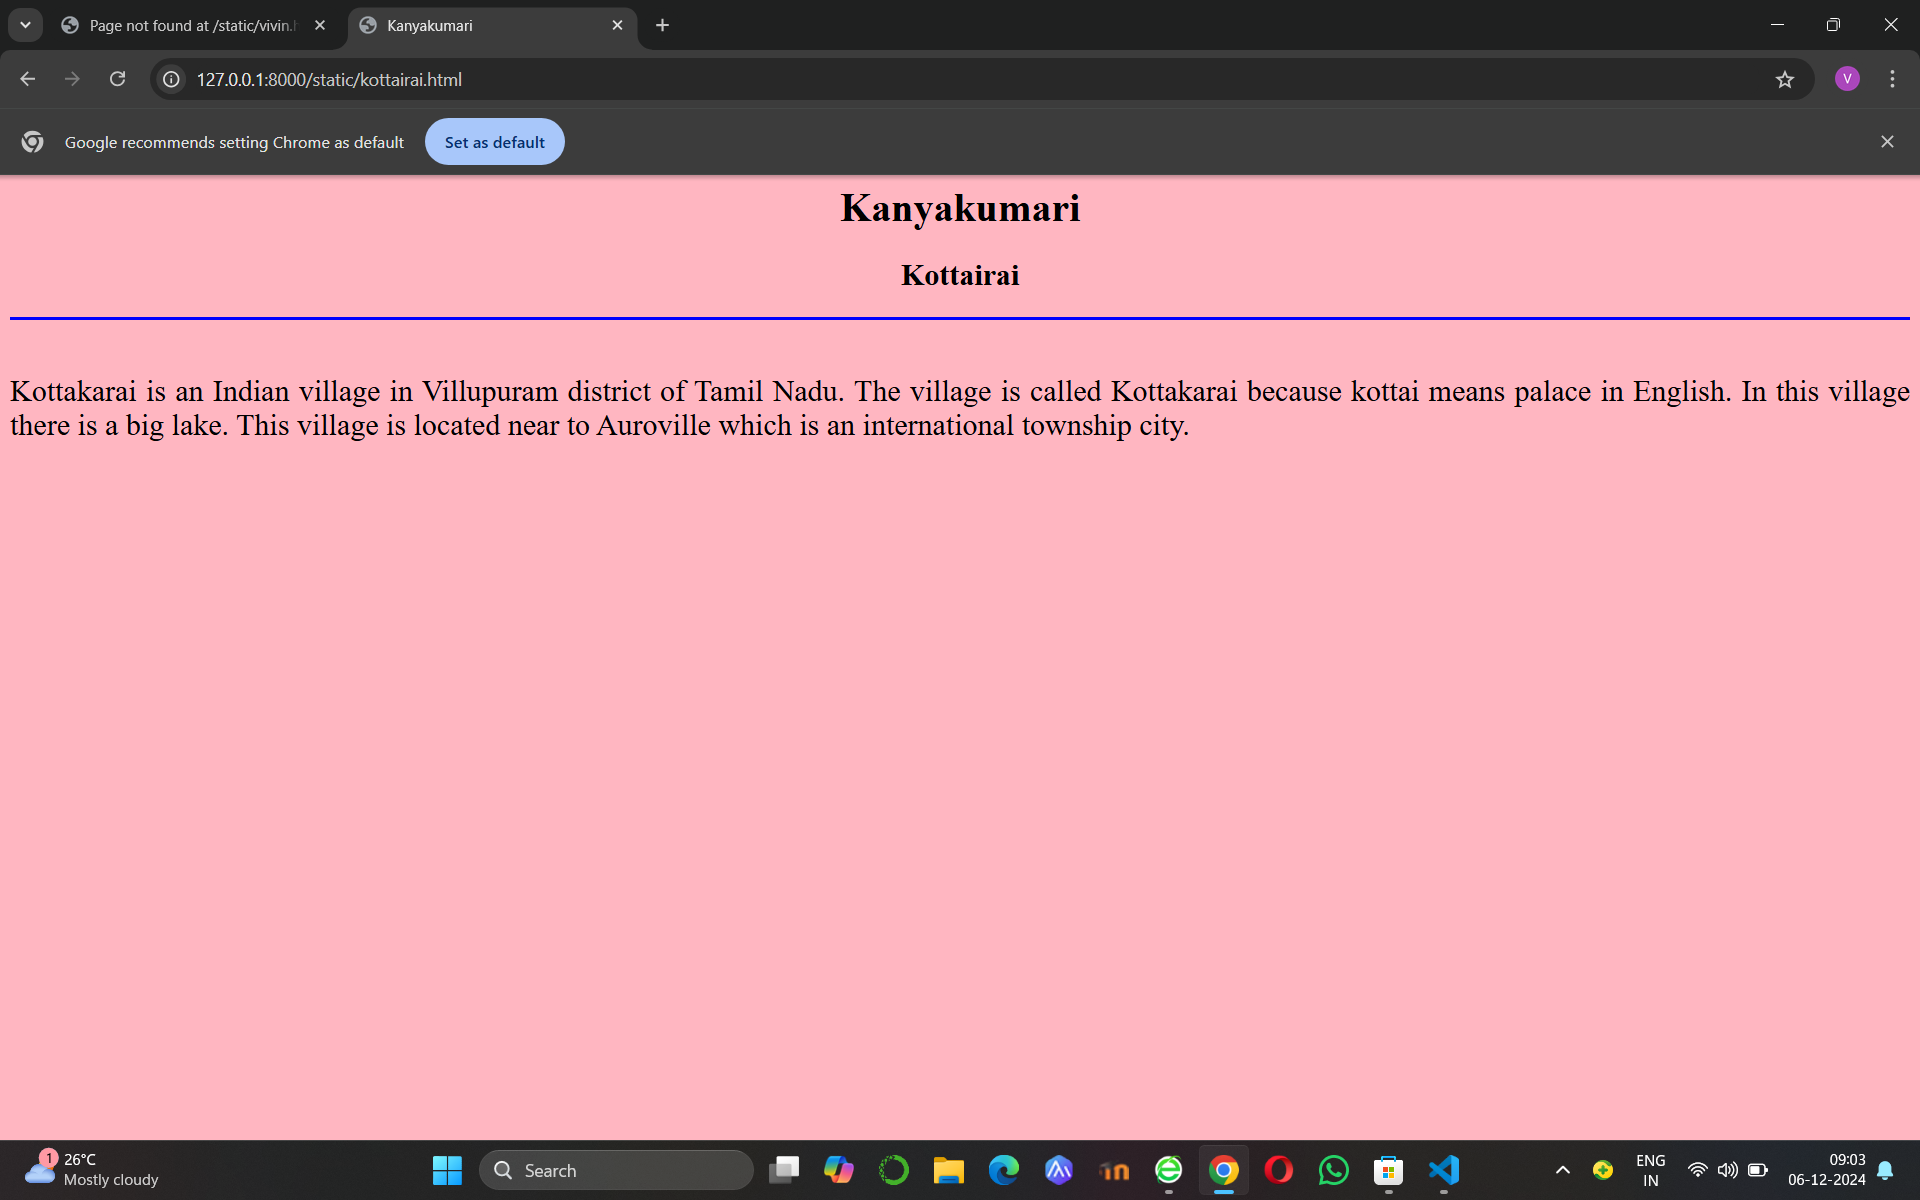 Page not found at /static/vivin.h
Kanyakumari
127.0.0.1:8000/static/kottairai.html
V
Google recommends setting Chrome as default
Set as default
Kanyakumari
Kottairai
Kottakarai is an Indian village in Villupuram district of Tamil Nadu. The village is called Kottakarai because kottai means palace in English. In this village
there is a big lake. This village is located near to Auroville which is an international township city.
1
26°C
Mostly cloudy
Search
ENG
IN
09:03
06-12-2024